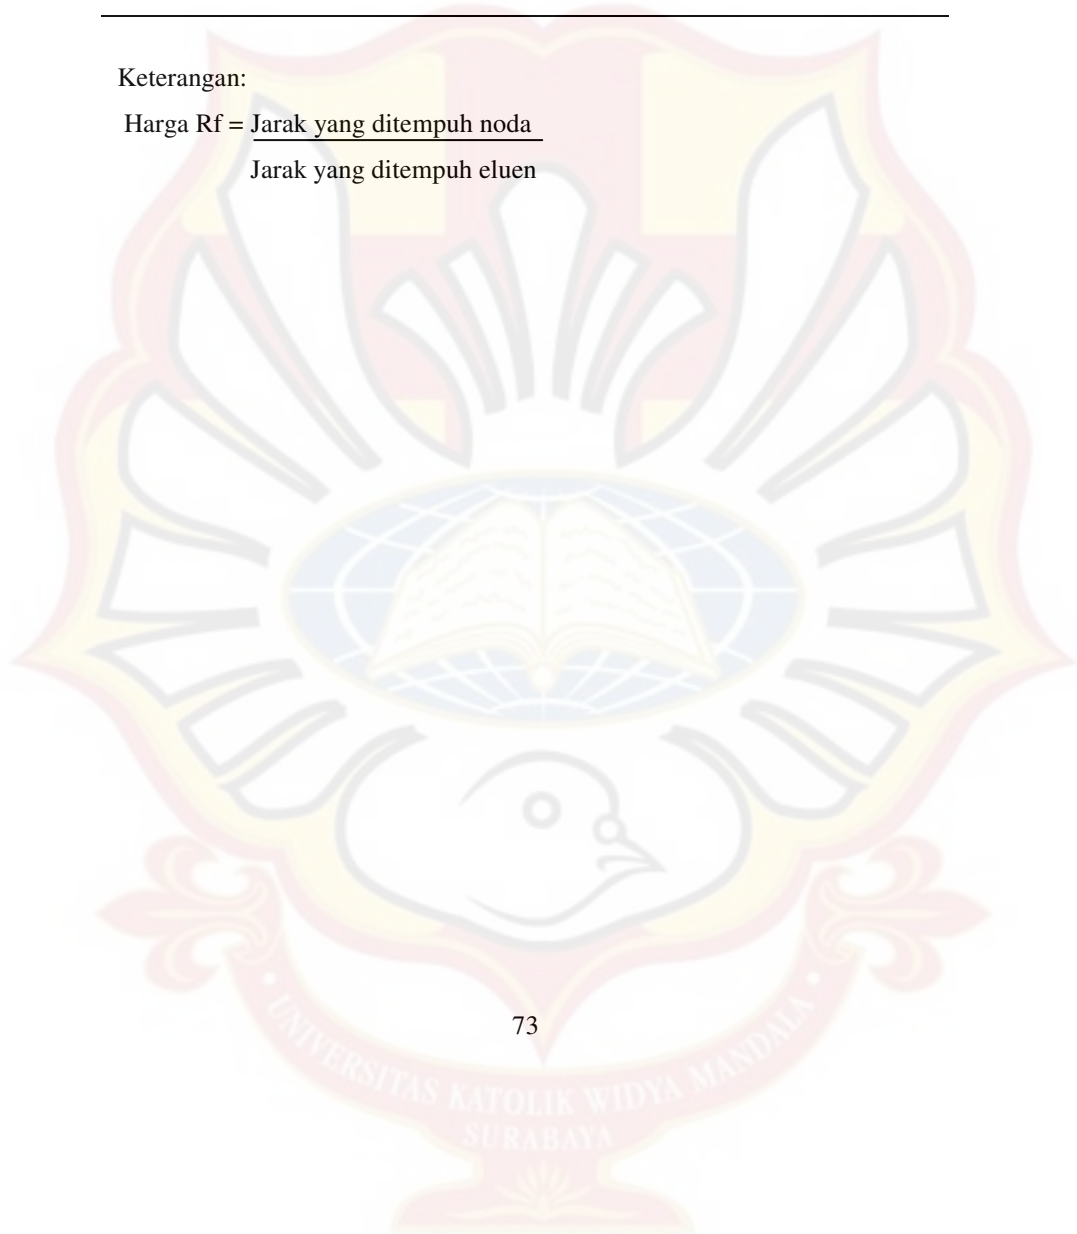 Keterangan:
Harga Rf = Jarak yang ditempuh noda
Jarak yang ditempuh eluen
73
• UNIVERSITAS KATOLIK WIDYA MANDALA •
SURABAYA